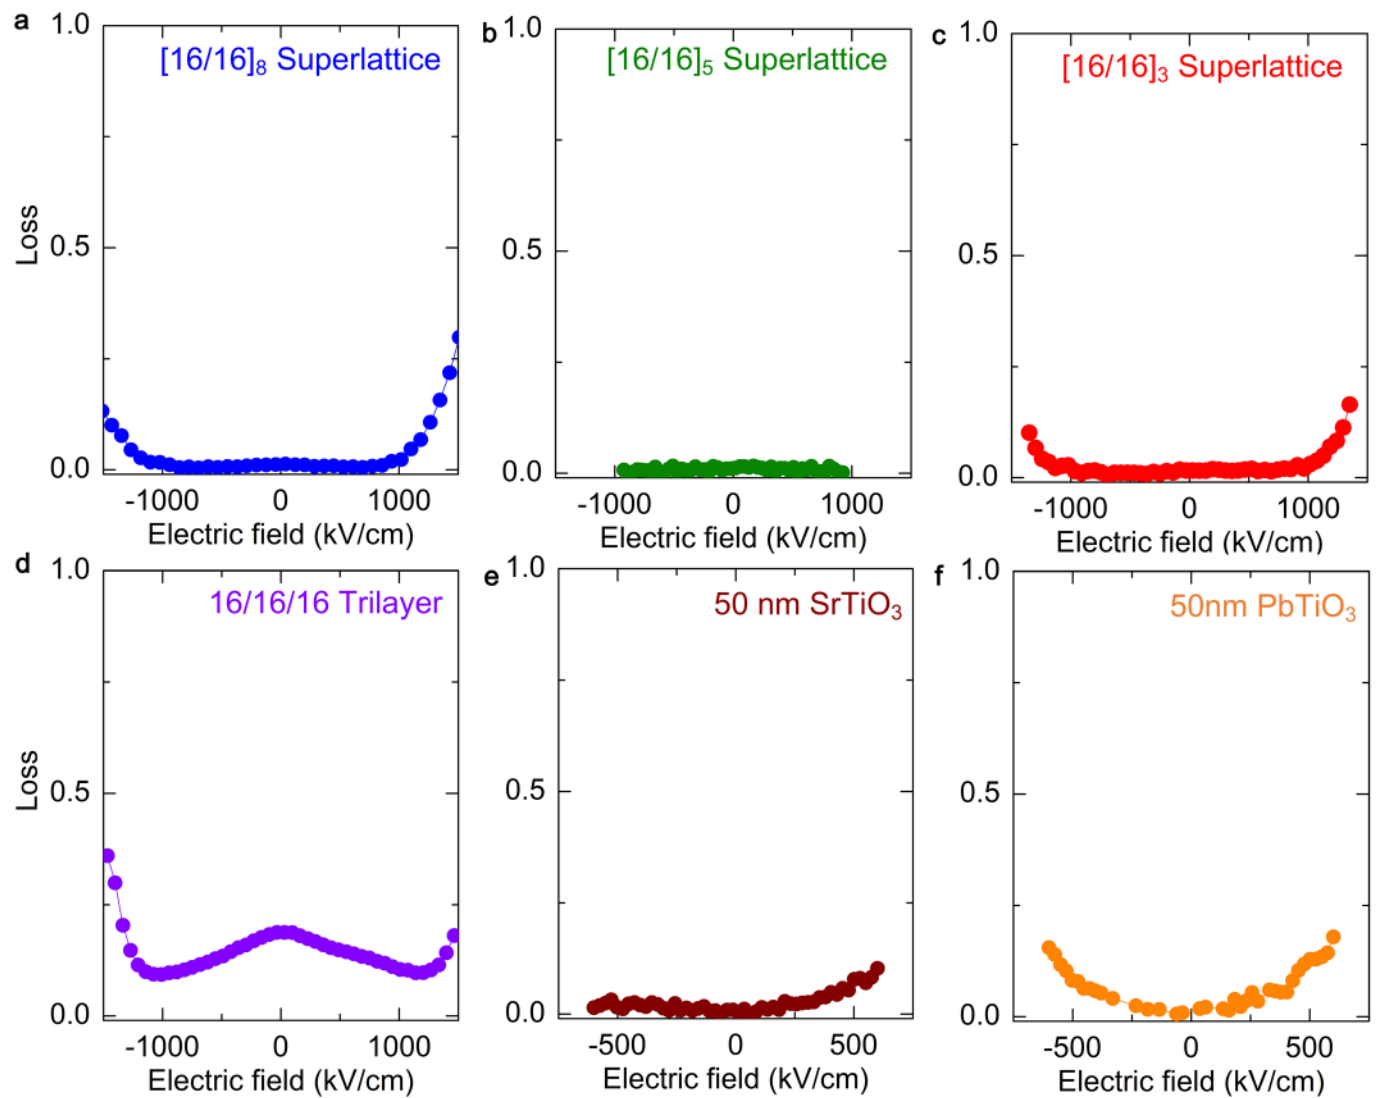 a
1.0
[16/16]8 Superlattice
Loss
0.5
0.0
-1000 0 1000
Electric field (kV/cm)
b
1.0
[16/16]5 Superlattice
0.5
0.0
-1000 0 1000
Electric field (kV/cm)
c
1.0
[16/16]3 Superlattice
0.5
0.0
-1000 0 1000
Electric field (kV/cm)
d
1.0
16/16/16 Trilayer
Loss
0.5
0.0
-1000 0 1000
Electric field (kV/cm)
e
1.0
50 nm SrTiO3
0.5
0.0
-500 0 500
Electric field (kV/cm)
f
1.0
50nm PbTiO3
0.5
0.0
-500 0 500
Electric field (kV/cm)